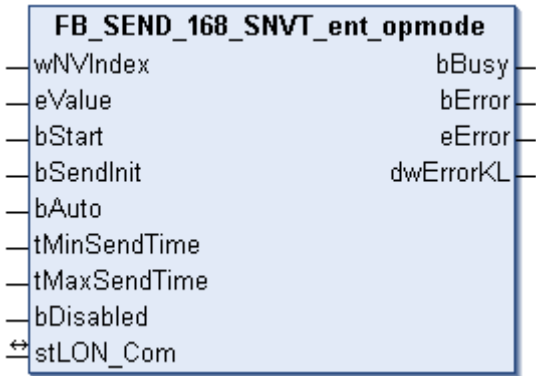 FB_SEND_168_SNVT_ent_opmode
wNVIndex bBusy
eValue bError
bStart eError
bSendInit dwErrorKL
bAuto
tMinSendTime
tMaxSendTime
bDisabled
stLON_Com